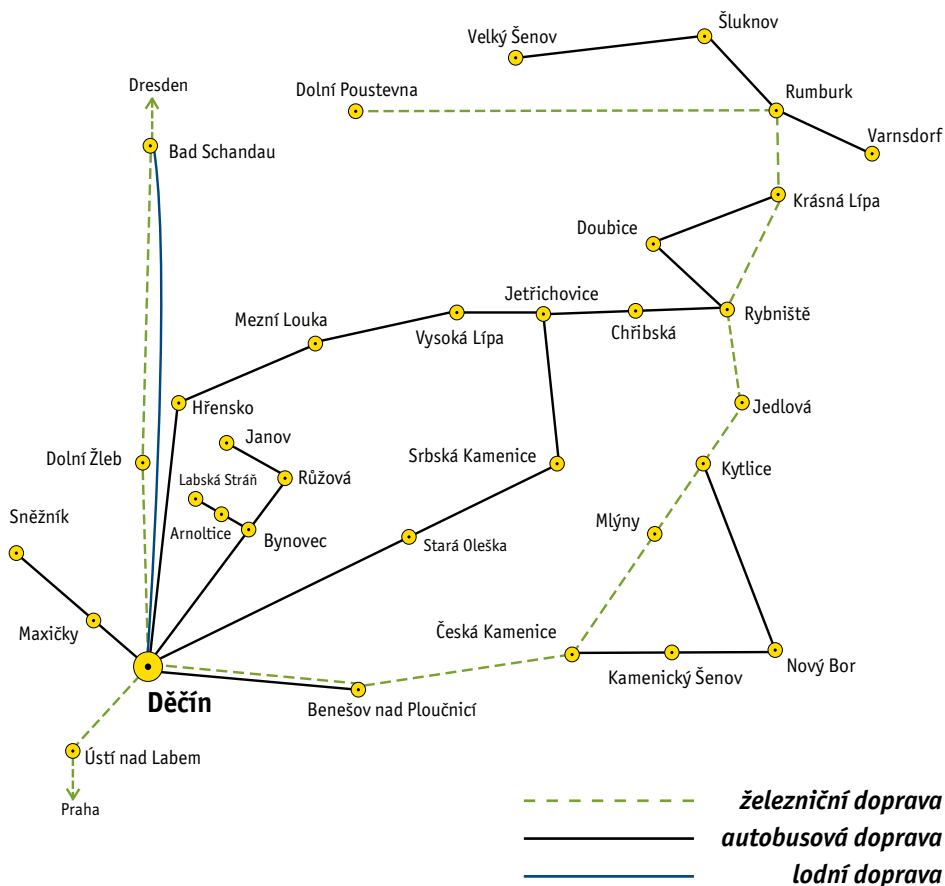 Šluknov
Velký Šenov
Dresden
Dolní Poustevna
Rumburk
Varnsdorf
Bad Schandau
Krásná Lípa
Doubice
Jetřichovice
Rybniště
Mezní Louka
Vysoká Lípa
Chřibská
Hřensko
Jedlová
Janov
Dolní Žleb
Srbská Kamenice
Kytlice
Labská Stráň
Růžová
Sněžník
Mlýny
Arnoltice
Bynovec
Stará Oleška
Maxičky
Česká Kamenice
Nový Bor
Kamenický Šenov
Děčín
Benešov nad Ploučnicí
Ústí nad Labem
Praha
železniční doprava
autobusová doprava
lodní doprava